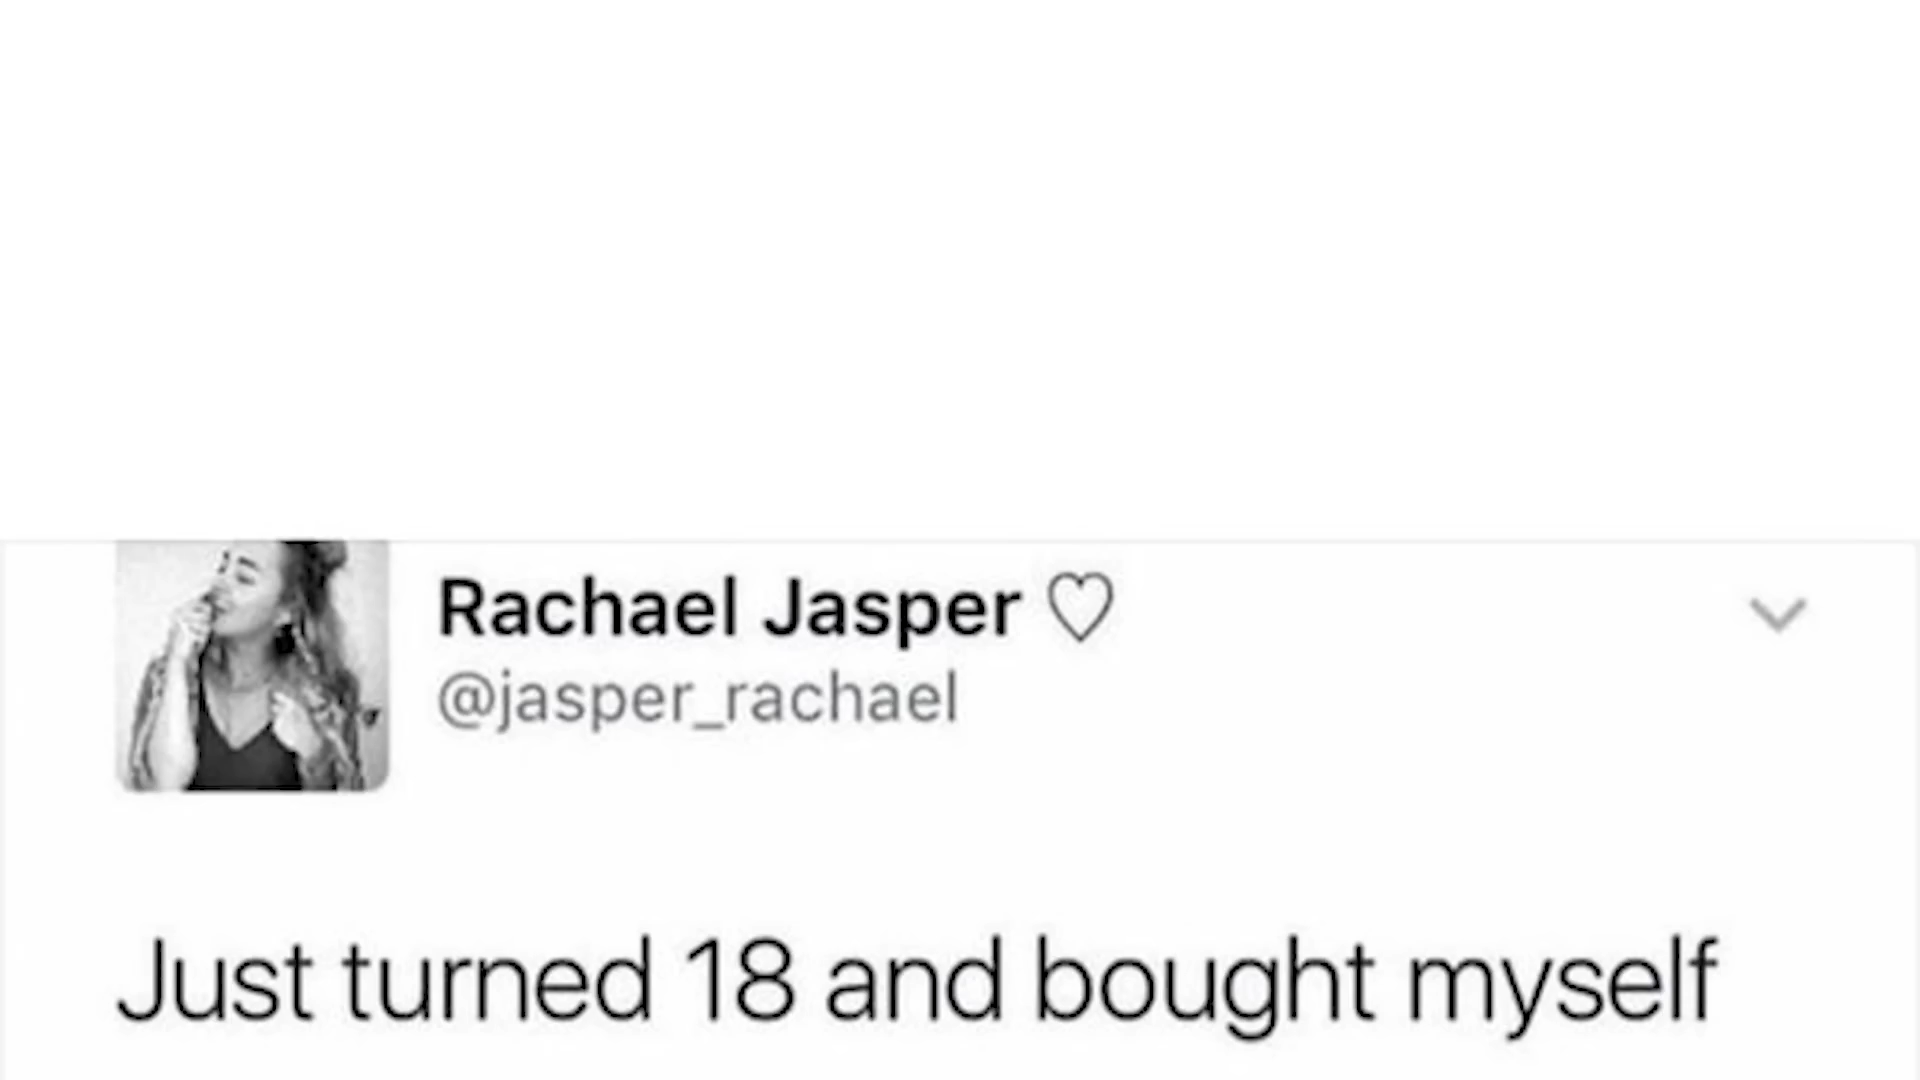 Rachael Jasper ♡
@jasper_rachael
Just turned 18 and bought myself